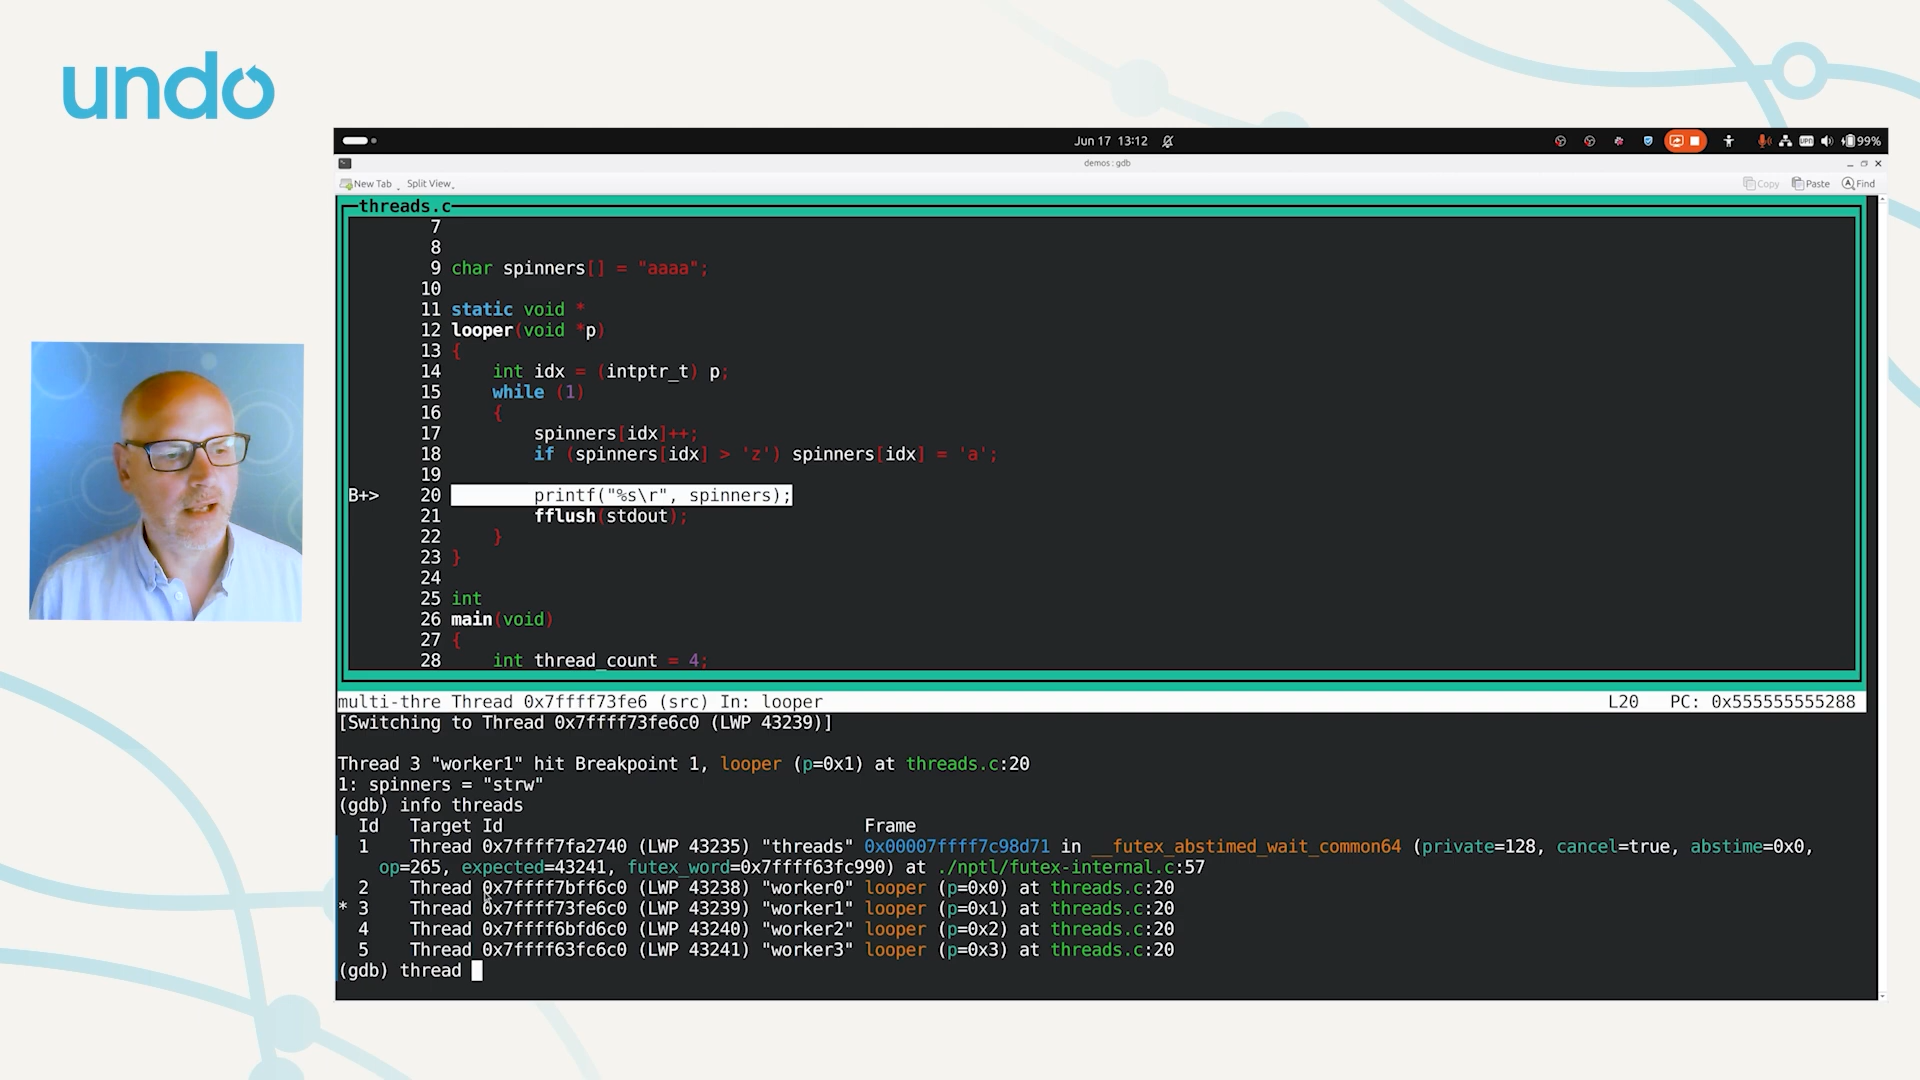 undo
Jun 17 13:12
99%
demos : gdb
New Tab
Split View
Copy
Paste
Find
threads.c
7
8
9 char spinners[] = "aaaa";
10
11 static void *
12 looper(void *p)
13 {
14 int idx = (intptr_t) p;
15 while (1)
16 {
17 spinners[idx]++;
18 if (spinners[idx] > 'z') spinners[idx] = 'a';
19
B+> 20 printf("%s\r", spinners);
21 fflush(stdout);
22 }
23 }
24
25 int
26 main(void)
27 {
28 int thread_count = 4;
multi-thre Thread 0x7ffff73fe6 (src) In: looper L20 PC: 0x555555555288
[Switching to Thread 0x7ffff73fe6c0 (LWP 43239)]
Thread 3 "worker1" hit Breakpoint 1, looper (p=0x1) at threads.c:20
1: spinners = "strw"
(gdb) info threads
Id Target Id Frame
1 Thread 0x7ffff7fa2740 (LWP 43235) "threads" 0x00007ffff7c98d71 in __futex_abstimed_wait_common64 (private=128, cancel=true, abstime=0x0,
op=265, expected=43241, futex_word=0x7ffff63fc990) at ./nptl/futex-internal.c:57
2 Thread 0x7ffff7bff6c0 (LWP 43238) "worker0" looper (p=0x0) at threads.c:20
* 3 Thread 0x7ffff73fe6c0 (LWP 43239) "worker1" looper (p=0x1) at threads.c:20
4 Thread 0x7ffff6bfd6c0 (LWP 43240) "worker2" looper (p=0x2) at threads.c:20
5 Thread 0x7ffff63fc6c0 (LWP 43241) "worker3" looper (p=0x3) at threads.c:20
(gdb) thread